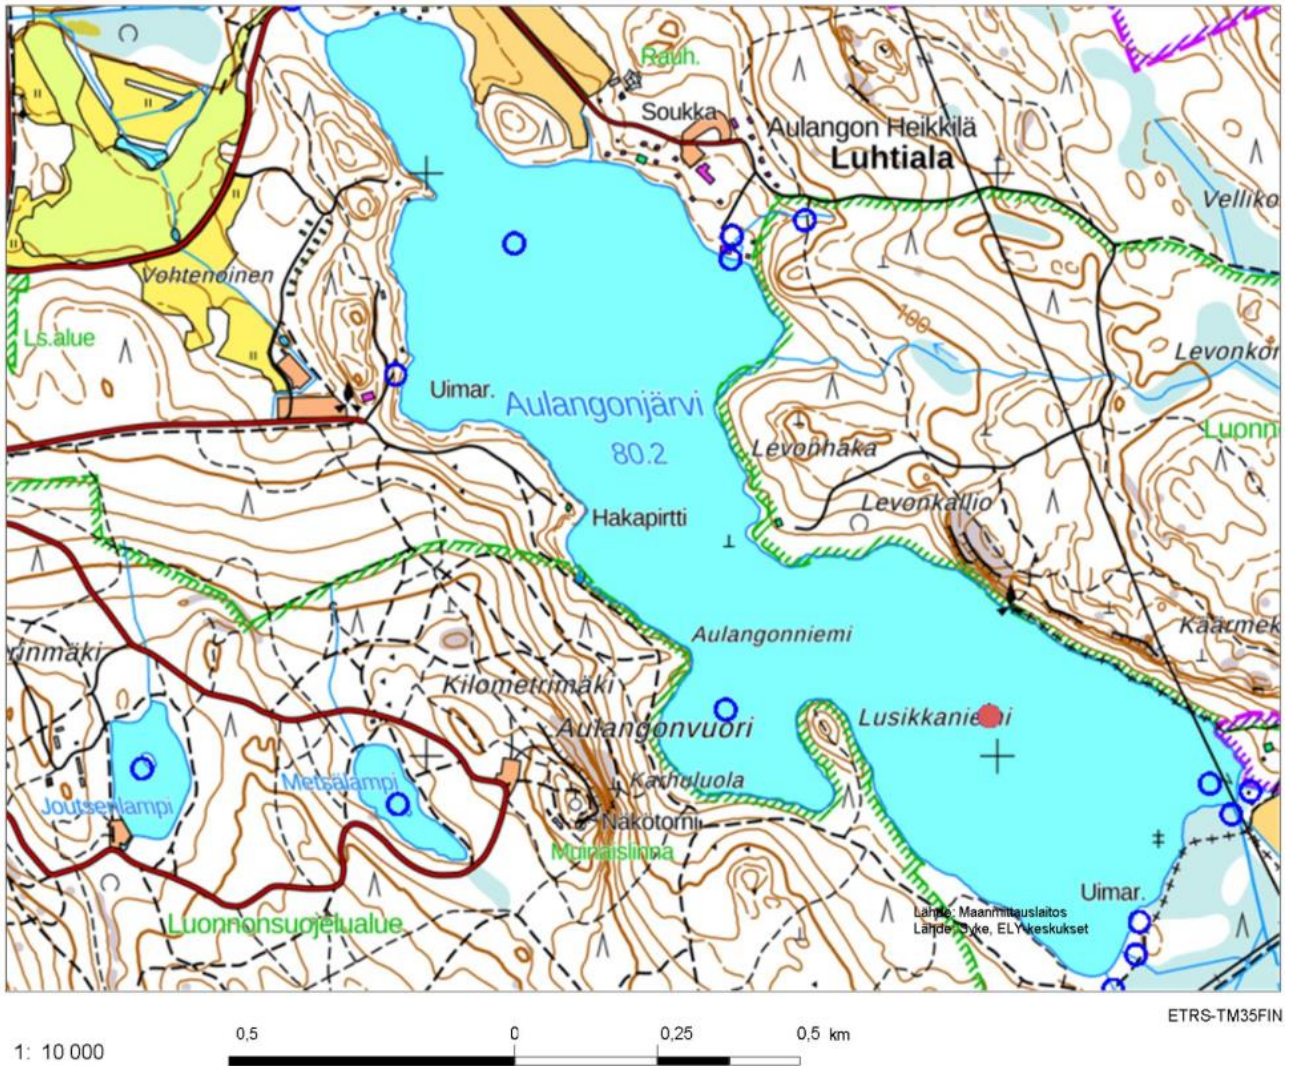 Rauh.
Soukka
Aulangon Heikkilä
Luhtiala
Velliko
Vohtenoinen
100
Ls.alue
Levonkor
Uimar.
Aulangonjärvi
80.2
Luonn
Levonhaka
Levonkallio
Hakapirtti
Aulangonniemi
Käärmek
rinmäki
Kilometrimäki
Aulangonvuori
Lusikkaniemi
Karhuluola
Metsälampi
Joutsenlampi
Näkötorni
Muinaislinna
Uimar.
Luonnonsuojelualue
Lähde: Maanmittauslaitos
Lähde: Syke, ELY-keskukset
ETRS-TM35FIN
0,5 0 0,25 0,5 km
1: 10 000